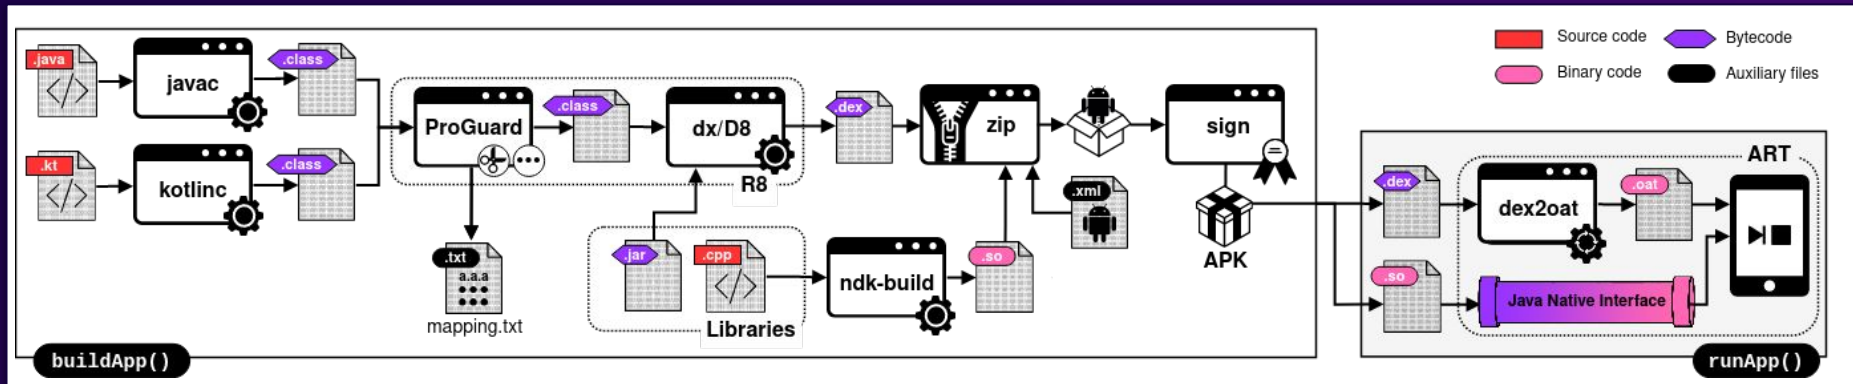 .java
javac
.class
.kt
kotlinc
.class
ProGuard
.class
dx/D8
R8
.txt
a.a.a
mapping.txt
.jar
.cpp
Libraries
.dex
ndk-build
.so
zip
.xml
sign
APK
buildApp()
Source code
Bytecode
Binary code
Auxiliary files
.dex
dex2oat
.oat
ART
.so
Java Native Interface
runApp()